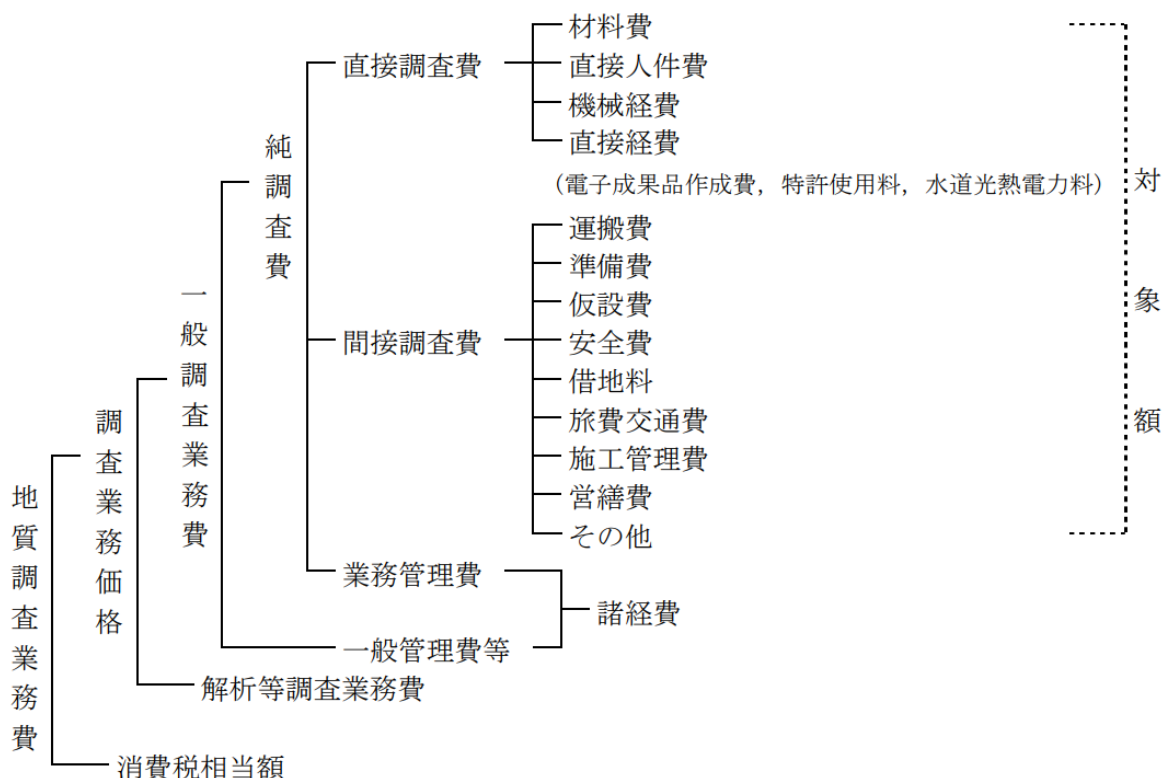 材料費
直接調査費
直接人件費
機械経費
直接経費
（電子成果品作成費，特許使用料，水道光熱電力料）
純調査費
運搬費
準備費
仮設費
間接調査費
安全費
借地料
旅費交通費
施工管理費
営繕費
その他
対象額
一般調査業務費
業務管理費
諸経費
一般管理費等
調査業務価格
解析等調査業務費
地質調査業務費
消費税相当額